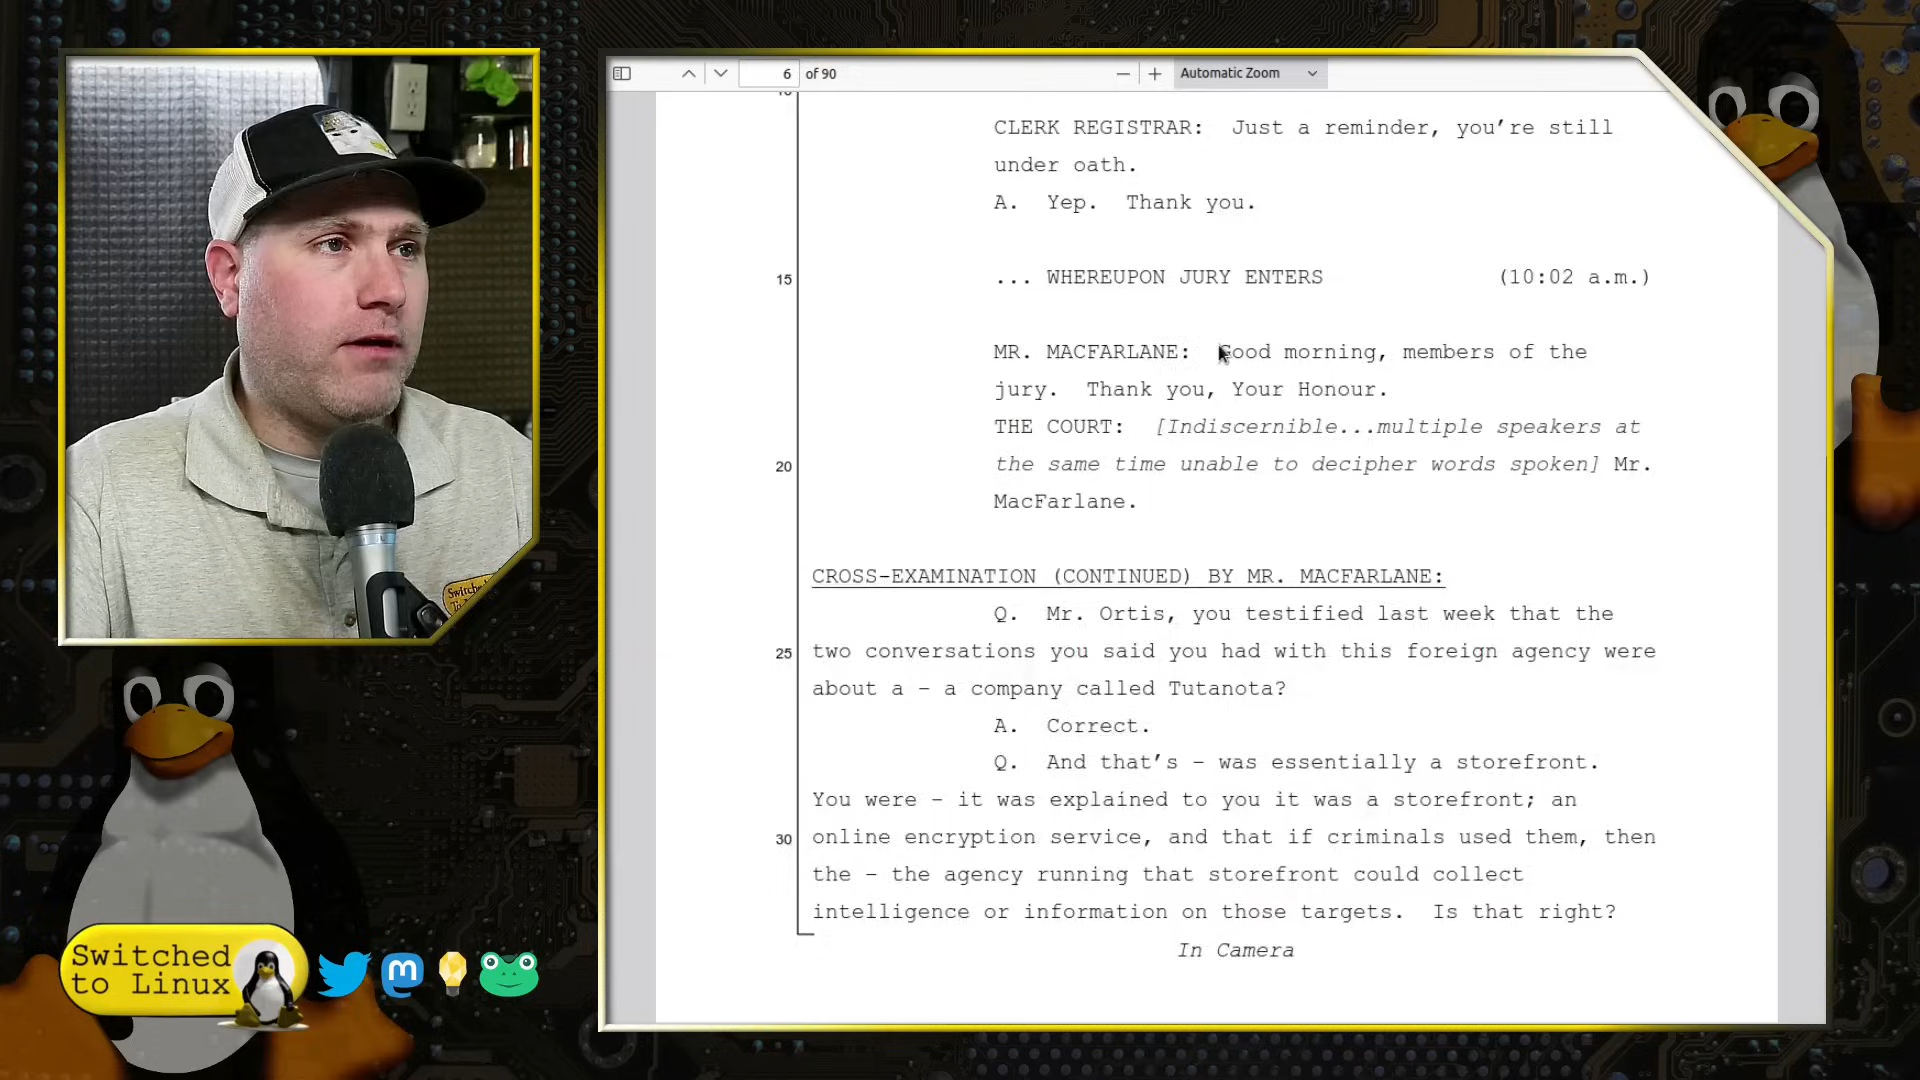 6 of 90
Automatic Zoom
CLERK REGISTRAR: Just a reminder, you're still
under oath.
A. Yep. Thank you.
15 ... WHEREUPON JURY ENTERS (10:02 a.m.)
MR. MACFARLANE: Good morning, members of the
jury. Thank you, Your Honour.
THE COURT: [Indiscernible...multiple speakers at
20 the same time unable to decipher words spoken] Mr.
MacFarlane.
CROSS-EXAMINATION (CONTINUED) BY MR. MACFARLANE:
Q. Mr. Ortis, you testified last week that the
25 two conversations you said you had with this foreign agency were
about a – a company called Tutanota?
A. Correct.
Q. And that's – was essentially a storefront.
You were – it was explained to you it was a storefront; an
30 online encryption service, and that if criminals used them, then
the – the agency running that storefront could collect
intelligence or information on those targets. Is that right?
In Camera
Switched
to Linux